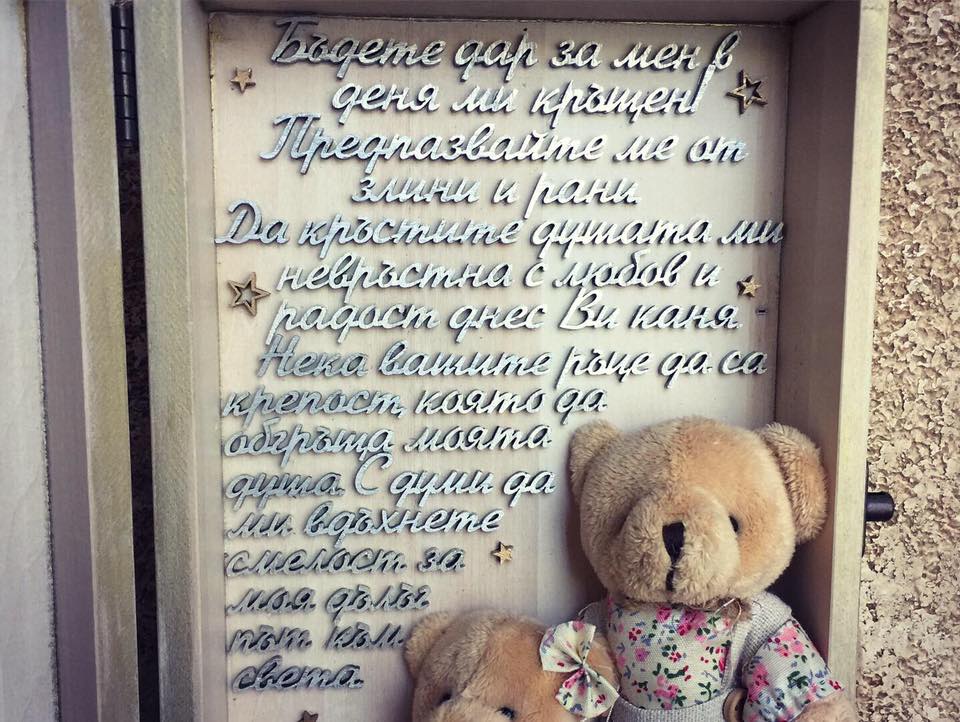 Бъдете дар за мен в
деня ми кръщен!
Предпазвайте ме от
злини и рани.
Да кръстите душата ми
невръстна с любов и
радост днес Ви каня.
Нека вашите ръце да са
крепост, която да
обгръща моята
душа. С думи да
ми вдъхнете
смелост за
моя дълъг
път към
света.